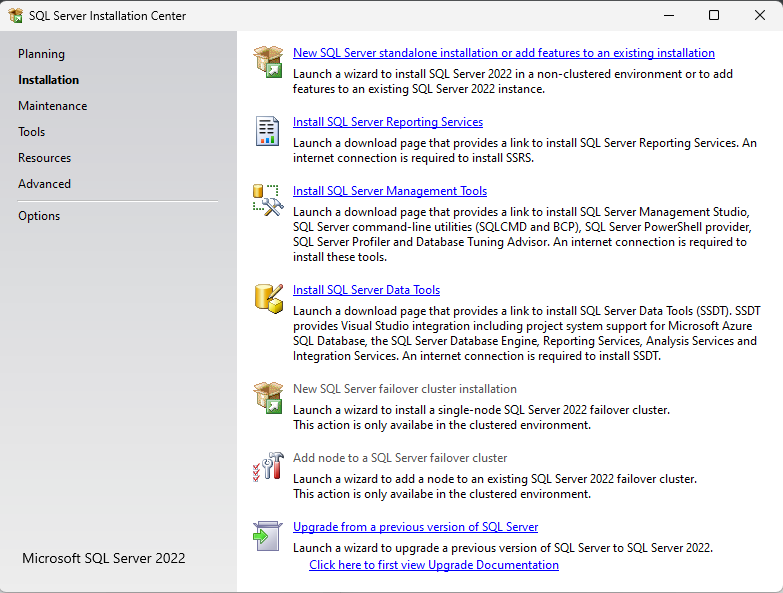 SQL Server Installation Center
Planning
Installation
Maintenance
Tools
Resources
Advanced
Options
Microsoft SQL Server 2022
New SQL Server standalone installation or add features to an existing installation
Launch a wizard to install SQL Server 2022 in a non-clustered environment or to add
features to an existing SQL Server 2022 instance.
Install SQL Server Reporting Services
Launch a download page that provides a link to install SQL Server Reporting Services. An
internet connection is required to install SSRS.
Install SQL Server Management Tools
Launch a download page that provides a link to install SQL Server Management Studio,
SQL Server command-line utilities (SQLCMD and BCP), SQL Server PowerShell provider,
SQL Server Profiler and Database Tuning Advisor. An internet connection is required to
install these tools.
Install SQL Server Data Tools
Launch a download page that provides a link to install SQL Server Data Tools (SSDT). SSDT
provides Visual Studio integration including project system support for Microsoft Azure
SQL Database, the SQL Server Database Engine, Reporting Services, Analysis Services and
Integration Services. An internet connection is required to install SSDT.
New SQL Server failover cluster installation
Launch a wizard to install a single-node SQL Server 2022 failover cluster.
This action is only availabe in the clustered environment.
Add node to a SQL Server failover cluster
Launch a wizard to add a node to an existing SQL Server 2022 failover cluster.
This action is only availabe in the clustered environment.
Upgrade from a previous version of SQL Server
Launch a wizard to upgrade a previous version of SQL Server to SQL Server 2022.
Click here to first view Upgrade Documentation